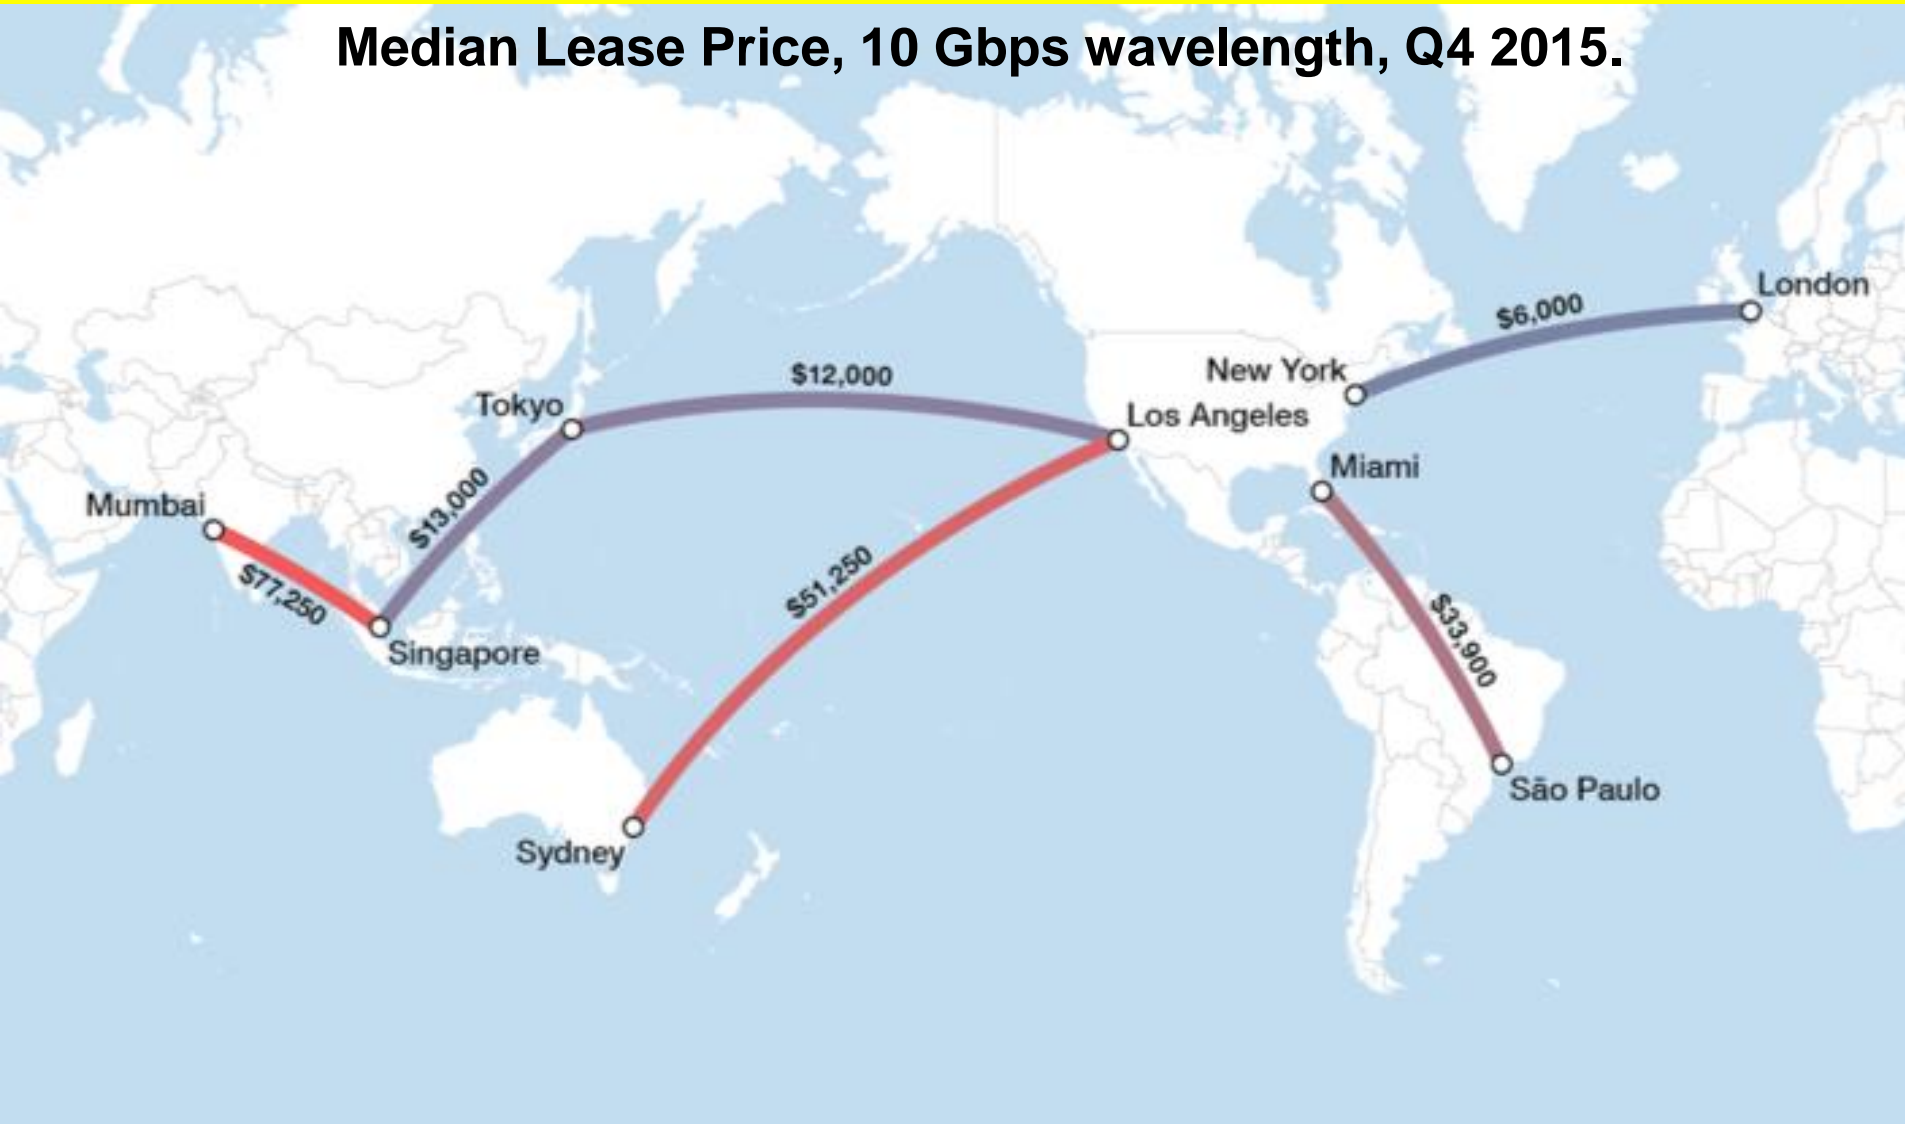 Median Lease Price, 10 Gbps wavelength, Q4 2015.
London
$6,000
New York
$12,000
Tokyo
Los Angeles
Miami
$13,000
Mumbai
$77,250
$51,250
$33,900
Singapore
São Paulo
Sydney